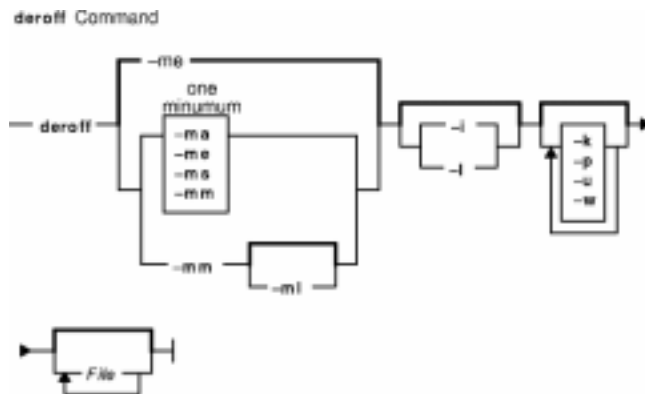 deroff Command
-me
one
minumum
deroff
-ma
-me
-ms
-mm
-mm
-ml
-i
-l
-k
-p
-u
-w
File